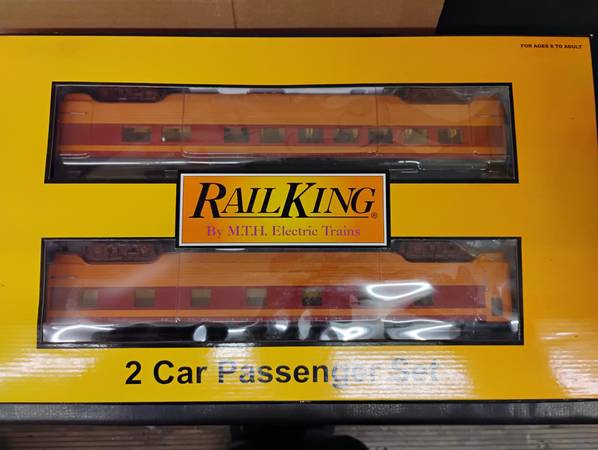 FOR AGES 8 TO ADULT
RAILKING®
By M.T.H. Electric Trains
2 Car Passenger Set